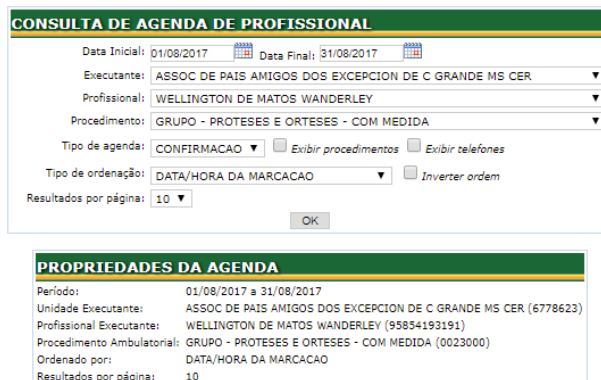 CONSULTA DE AGENDA DE PROFISSIONAL
Data Inicial: 01/08/2017 Data Final: 31/08/2017
Executante: ASSOC DE PAIS AMIGOS DOS EXCEPCION DE C GRANDE MS CER
Profissional: WELLINGTON DE MATOS WANDERLEY
Procedimento: GRUPO - PROTESES E ORTESES - COM MEDIDA
Tipo de agenda: CONFIRMACAO Exibir procedimentos Exibir telefones
Tipo de ordenação: DATA/HORA DA MARCACAO Inverter ordem
Resultados por página: 10
OK
PROPRIEDADES DA AGENDA
Período: 01/08/2017 a 31/08/2017
Unidade Executante: ASSOC DE PAIS AMIGOS DOS EXCEPCION DE C GRANDE MS CER (6778623)
Profissional Executante: WELLINGTON DE MATOS WANDERLEY (95854193191)
Procedimento Ambulatorial: GRUPO - PROTESES E ORTESES - COM MEDIDA (0023000)
Ordenado por: DATA/HORA DA MARCACAO
Resultados por página: 10